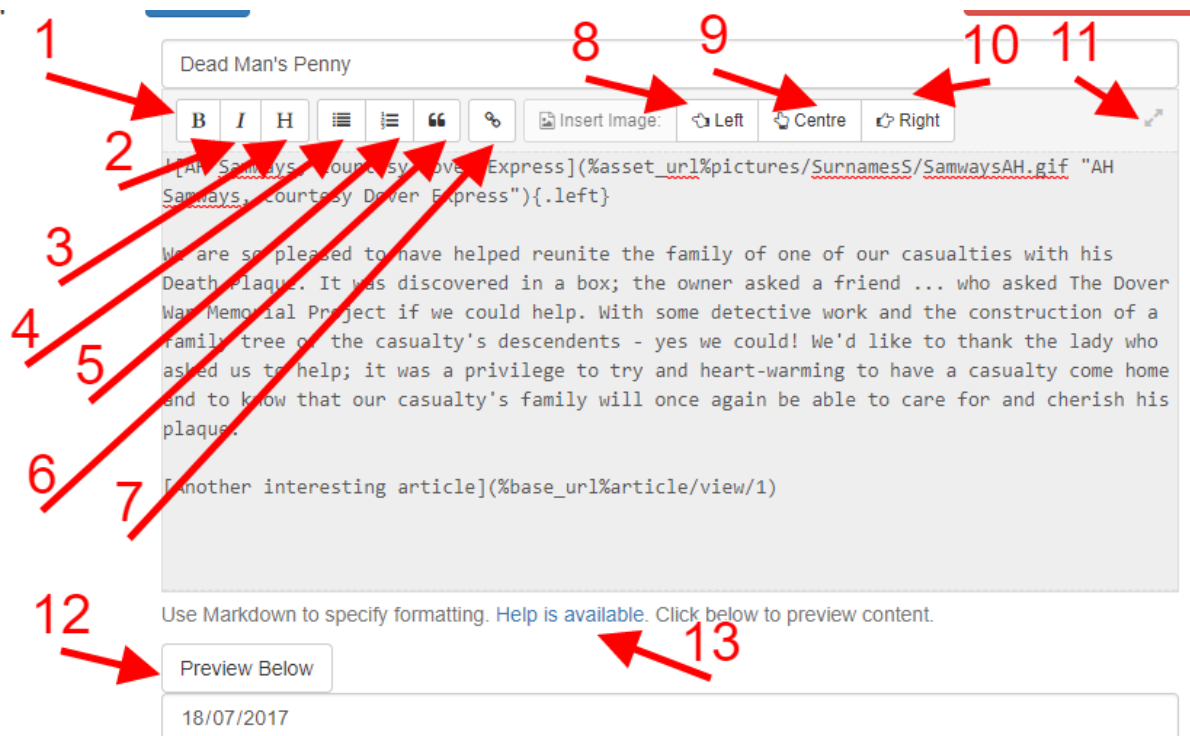 1
8
9
10
11
Dead Man's Penny
2
B I H Insert Image: Left Centre Right
![AH Samways, courtesy Dover Express](%asset_url%pictures/SurnamesS/SamwaysAH.gif "AH
Samways, courtesy Dover Express"){.left}
3
We are so pleased to have helped reunite the family of one of our casualties with his
Death Plaque. It was discovered in a box; the owner asked a friend ... who asked The Dover
War Memorial Project if we could help. With some detective work and the construction of a
4
family tree of the casualty's descendents - yes we could! We'd like to thank the lady who
5
asked us to help; it was a privilege to try and heart-warming to have a casualty come home
and to know that our casualty's family will once again be able to care for and cherish his
plaque.
6
7
[Another interesting article](%base_url%article/view/1)
12
Use Markdown to specify formatting. Help is available. Click below to preview content.
13
Preview Below
18/07/2017